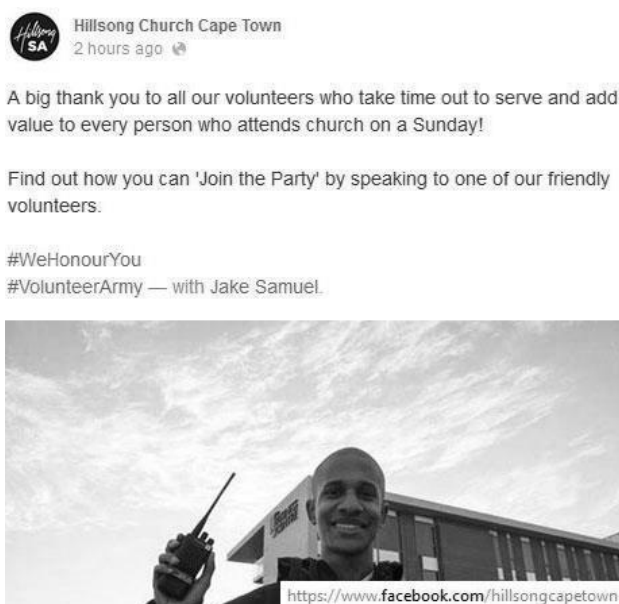 Hillsong
SA
Hillsong Church Cape Town
2 hours ago
A big thank you to all our volunteers who take time out to serve and add
value to every person who attends church on a Sunday!
Find out how you can 'Join the Party' by speaking to one of our friendly
volunteers.
#WeHonourYou
#VolunteerArmy — with Jake Samuel.
https://www.facebook.com/hillsongcapetown